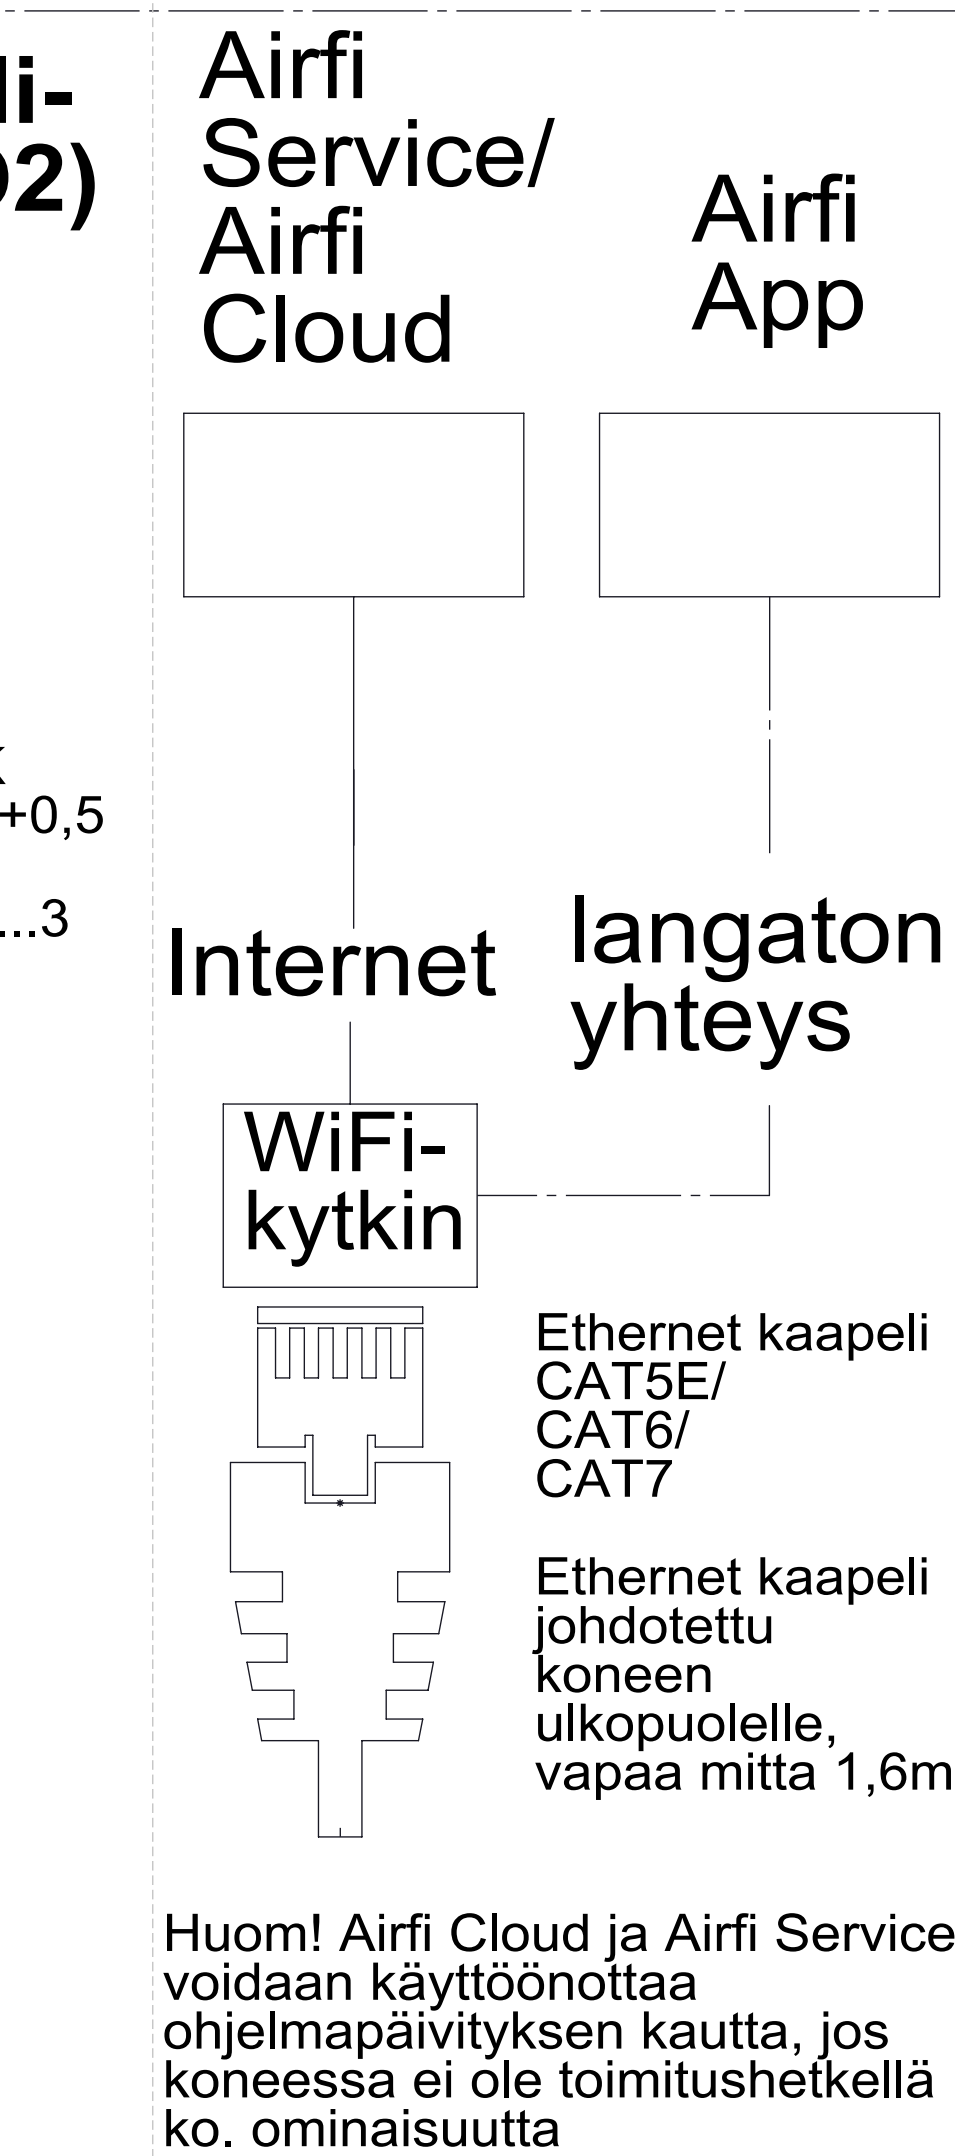 Airfi
Service/
Airfi
Cloud
Airfi
App
+0,5
...3
Internet
langaton
yhteys
WiFi-
kytkin
Ethernet kaapeli
CAT5E/
CAT6/
CAT7
Ethernet kaapeli
johdotettu
koneen
ulkopuolelle,
vapaa mitta 1,6m
Huom! Airfi Cloud ja Airfi Service
voidaan käyttöönottaa
ohjelmapäivityksen kautta, jos
koneessa ei ole toimitushetkellä
ko. ominaisuutta